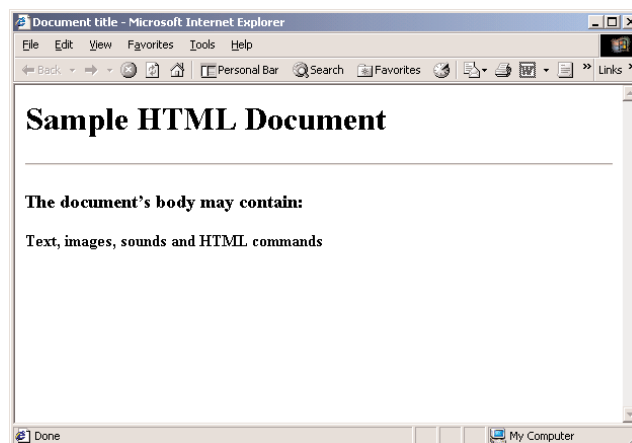 Document title - Microsoft Internet Explorer
File Edit View Favorites Tools Help
Back Personal Bar Search Favorites W » Links »
Sample HTML Document
The document's body may contain:
Text, images, sounds and HTML commands
Done My Computer